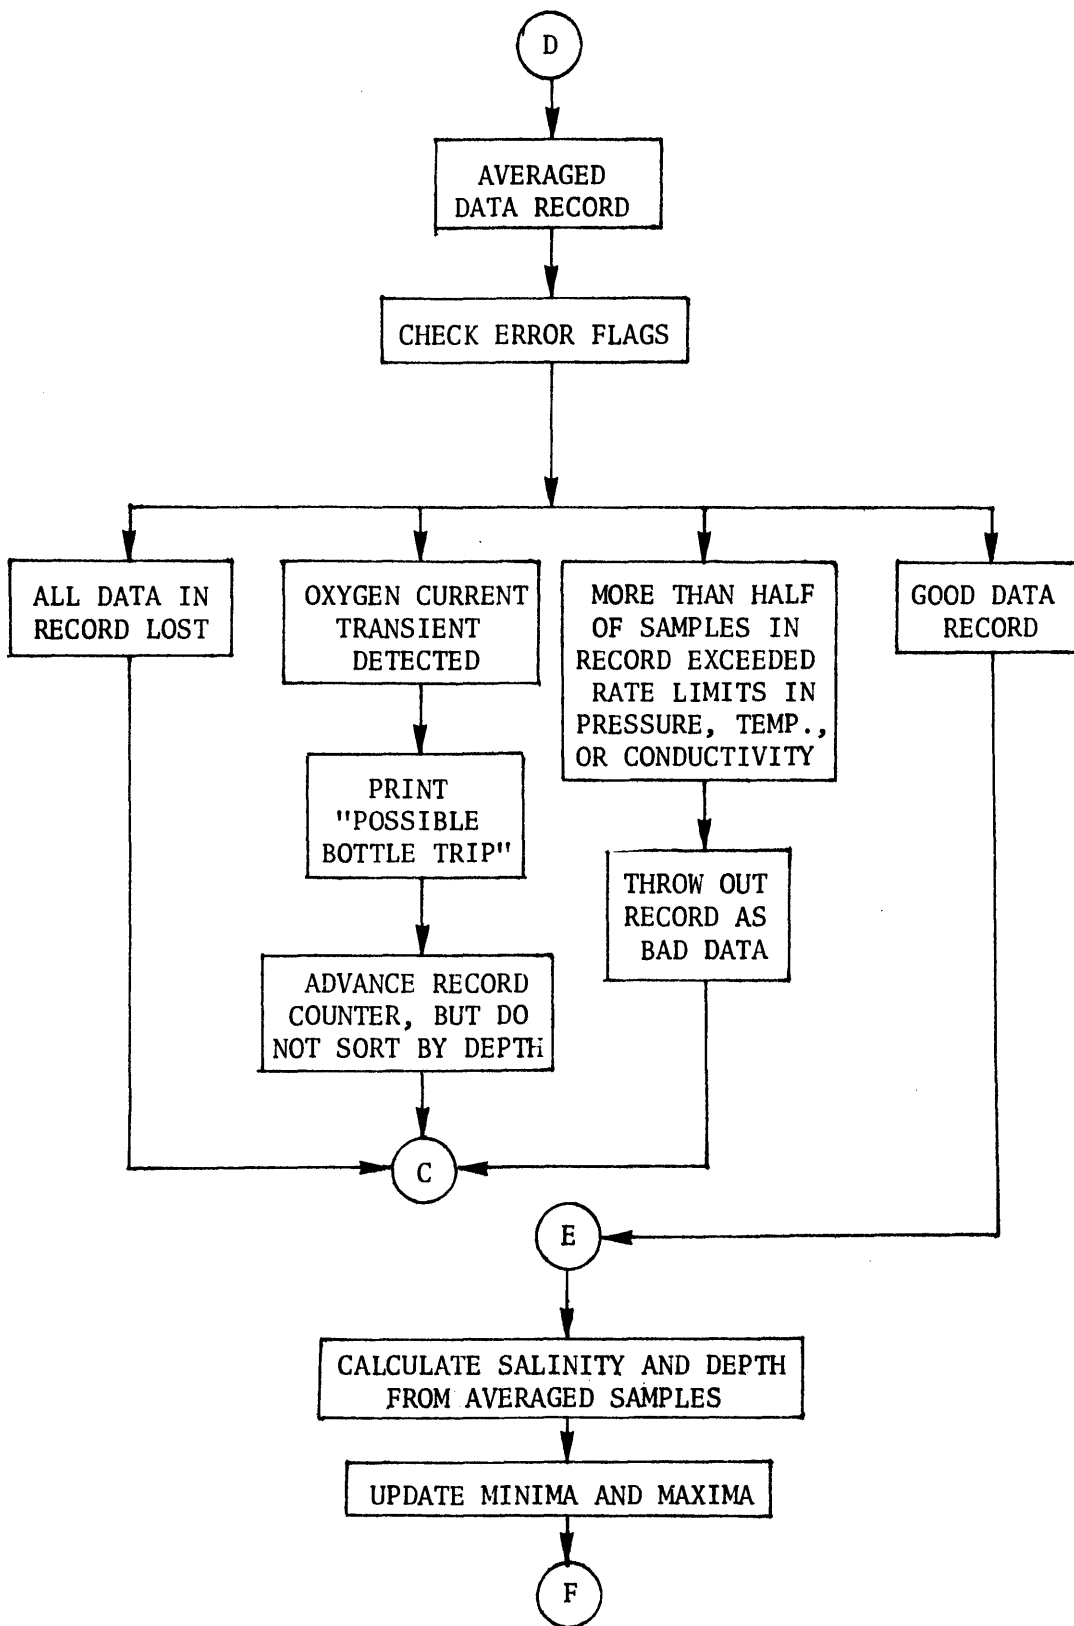 D
AVERAGED
DATA RECORD
CHECK ERROR FLAGS
ALL DATA IN
RECORD LOST
OXYGEN CURRENT
TRANSIENT
DETECTED
PRINT
"POSSIBLE
BOTTLE TRIP"
ADVANCE RECORD
COUNTER, BUT DO
NOT SORT BY DEPTH
MORE THAN HALF
OF SAMPLES IN
RECORD EXCEEDED
RATE LIMITS IN
PRESSURE, TEMP.,
OR CONDUCTIVITY
THROW OUT
RECORD AS
BAD DATA
GOOD DATA
RECORD
C
E
CALCULATE SALINITY AND DEPTH
FROM AVERAGED SAMPLES
UPDATE MINIMA AND MAXIMA
F